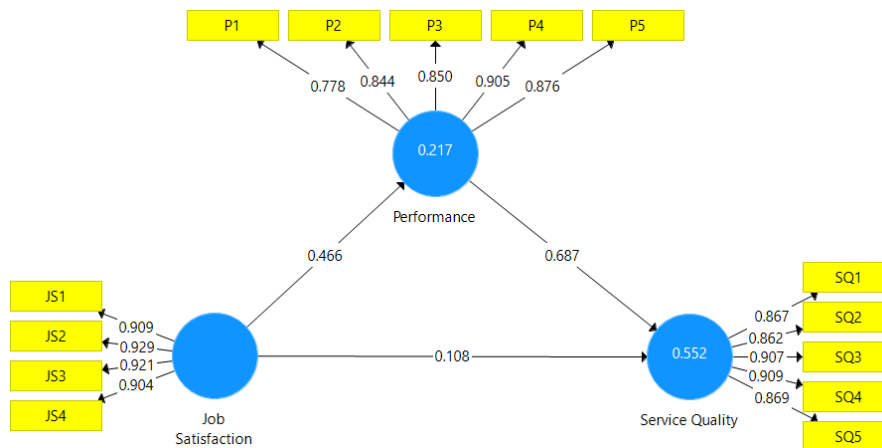 P1 P2 P3 P4 P5
0.778 0.844 0.850 0.905 0.876
0.217
Performance
0.466 0.687
JS1
JS2
JS3
JS4
0.909
0.929
0.921
0.904
Job
Satisfaction
0.108
0.552
Service Quality
0.867
0.862
0.907
0.909
0.869
SQ1
SQ2
SQ3
SQ4
SQ5